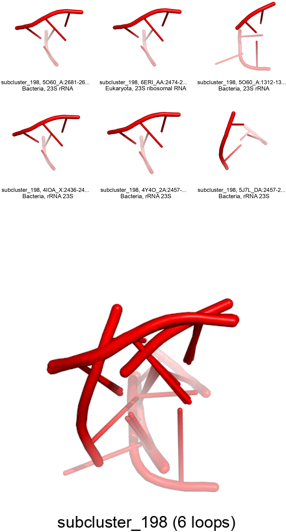 subcluster_198, 5O60_A:2681-26...
Bacteria, 23S rRNA
subcluster_198, 6ERI_AA:2474-2...
Eukaryota, 23S ribosomal RNA
subcluster_198, 5O60_A:1312-13...
Bacteria, 23S rRNA
subcluster_198, 4IOA_X:2436-24...
Bacteria, rRNA 23S
subcluster_198, 4Y4O_2A:2457-...
Bacteria, rRNA 23S
subcluster_198, 5J7L_DA:2457-2...
Bacteria, rRNA 23S
subcluster_198 (6 loops)